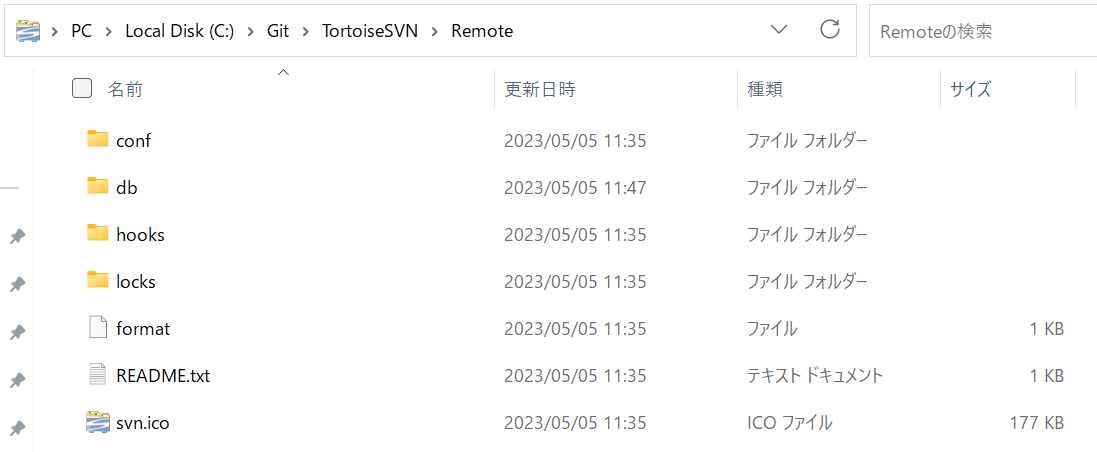 PC > Local Disk (C:) > Git > TortoiseSVN > Remote Remoteの検索
名前 更新日時 種類 サイズ
conf 2023/05/05 11:35 ファイル フォルダー
db 2023/05/05 11:47 ファイル フォルダー
hooks 2023/05/05 11:35 ファイル フォルダー
locks 2023/05/05 11:35 ファイル フォルダー
format 2023/05/05 11:35 ファイル 1 KB
README.txt 2023/05/05 11:35 テキスト ドキュメント 1 KB
svn.ico 2023/05/05 11:35 ICO ファイル 177 KB